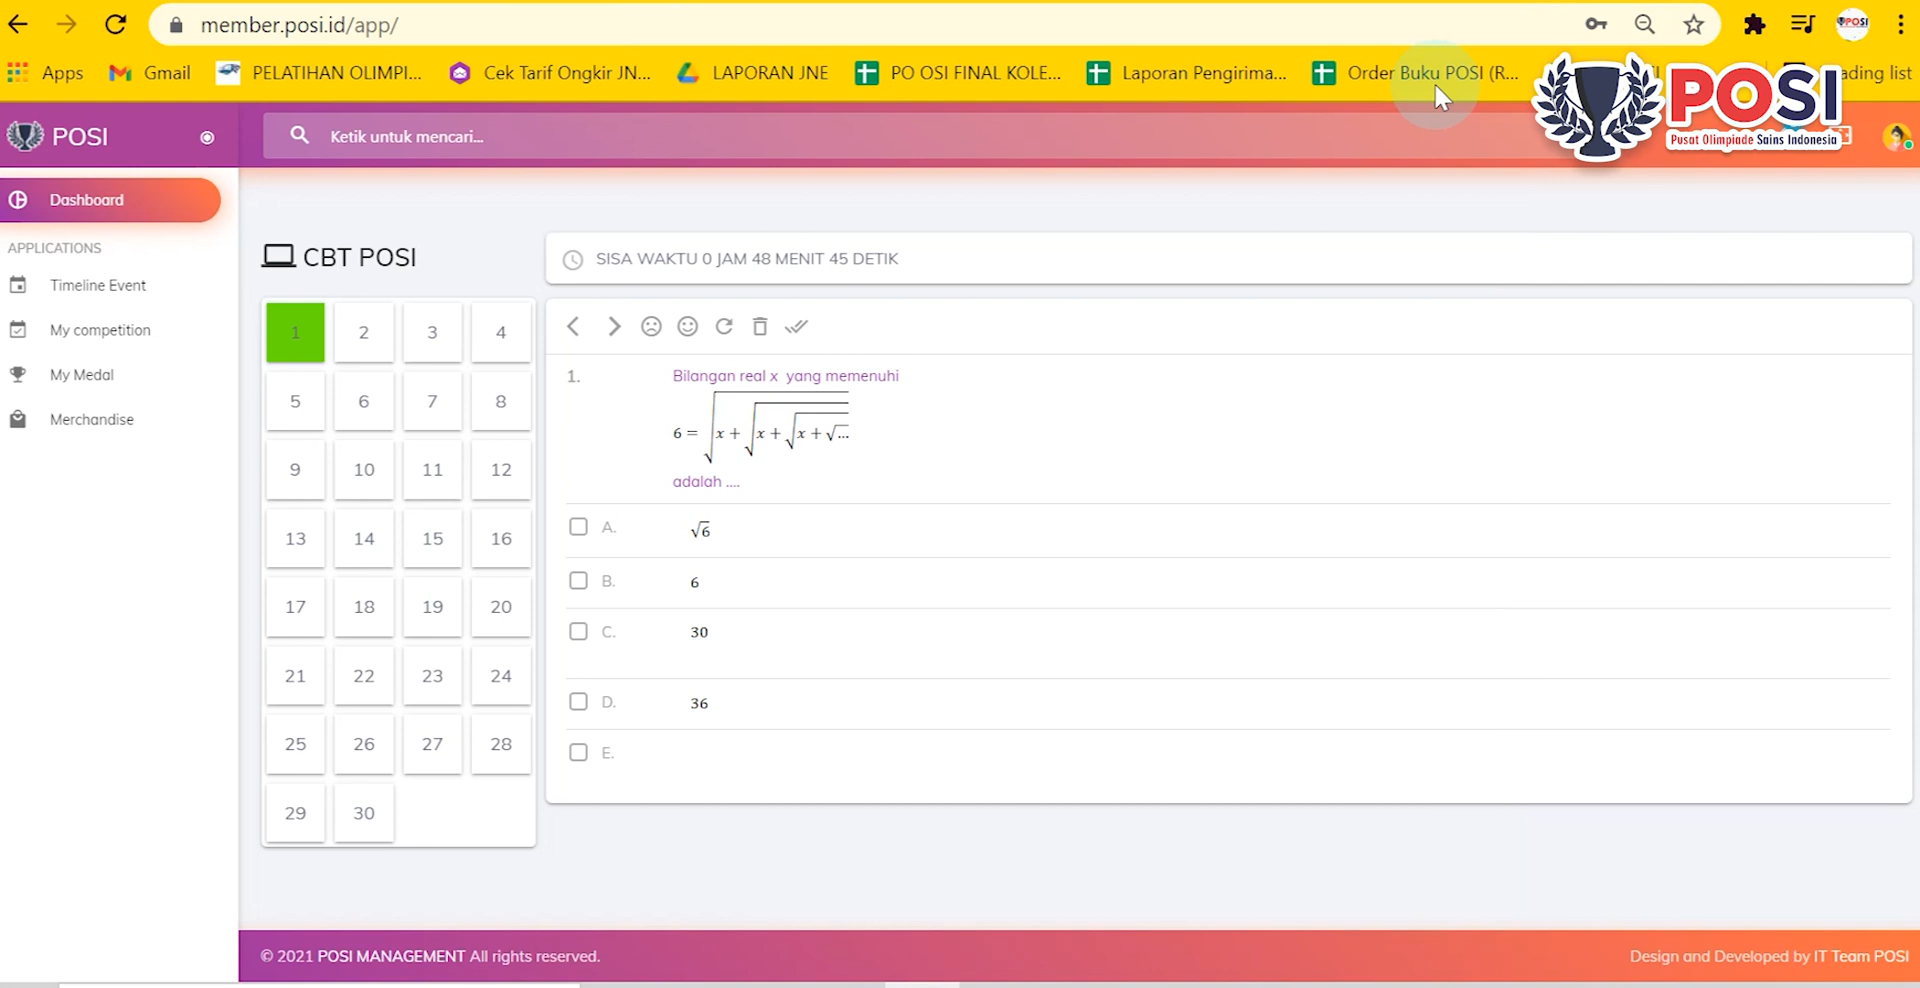 member.posi.id/app/
POSI
Apps Gmail PELATIHAN OLIMPI... Cek Tarif Ongkir JN... LAPORAN JNE PO OSI FINAL KOLE... Laporan Pengirima... Order Buku POSI (R... ading list
POSI
Pusat Olimpiade Sains Indonesia
POSI
Ketik untuk mencari...
Dashboard
APPLICATIONS
Timeline Event
My competition
My Medal
Merchandise
CBT POSI
SISA WAKTU 0 JAM 48 MENIT 45 DETIK
1 2 3 4
5 6 7 8
9 10 11 12
13 14 15 16
17 18 19 20
21 22 23 24
25 26 27 28
29 30
1. Bilangan real x yang memenuhi
6 = √(x + √(x + √(x + √...
adalah ....
A. √6
B. 6
C. 30
D. 36
E.
© 2021 POSI MANAGEMENT All rights reserved.
Design and Developed by IT Team POSI